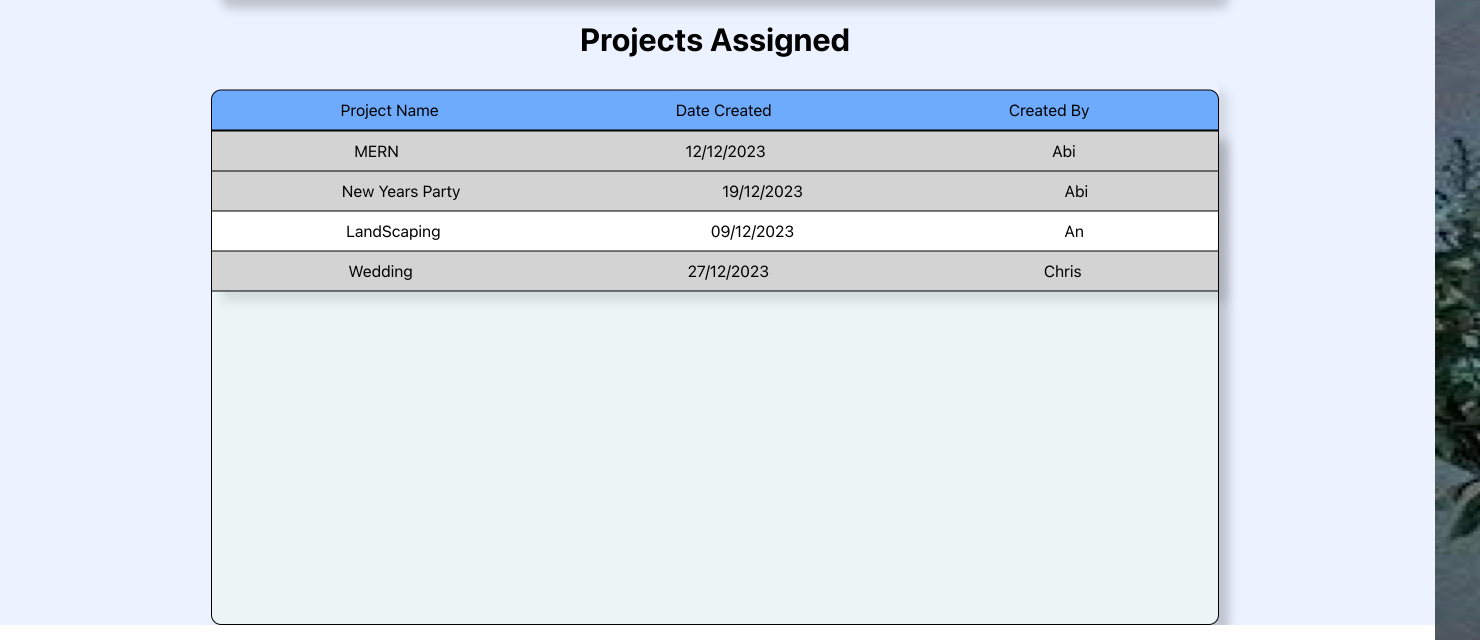 Projects Assigned
Project Name Date Created Created By
MERN 12/12/2023 Abi
New Years Party 19/12/2023 Abi
LandScaping 09/12/2023 An
Wedding 27/12/2023 Chris